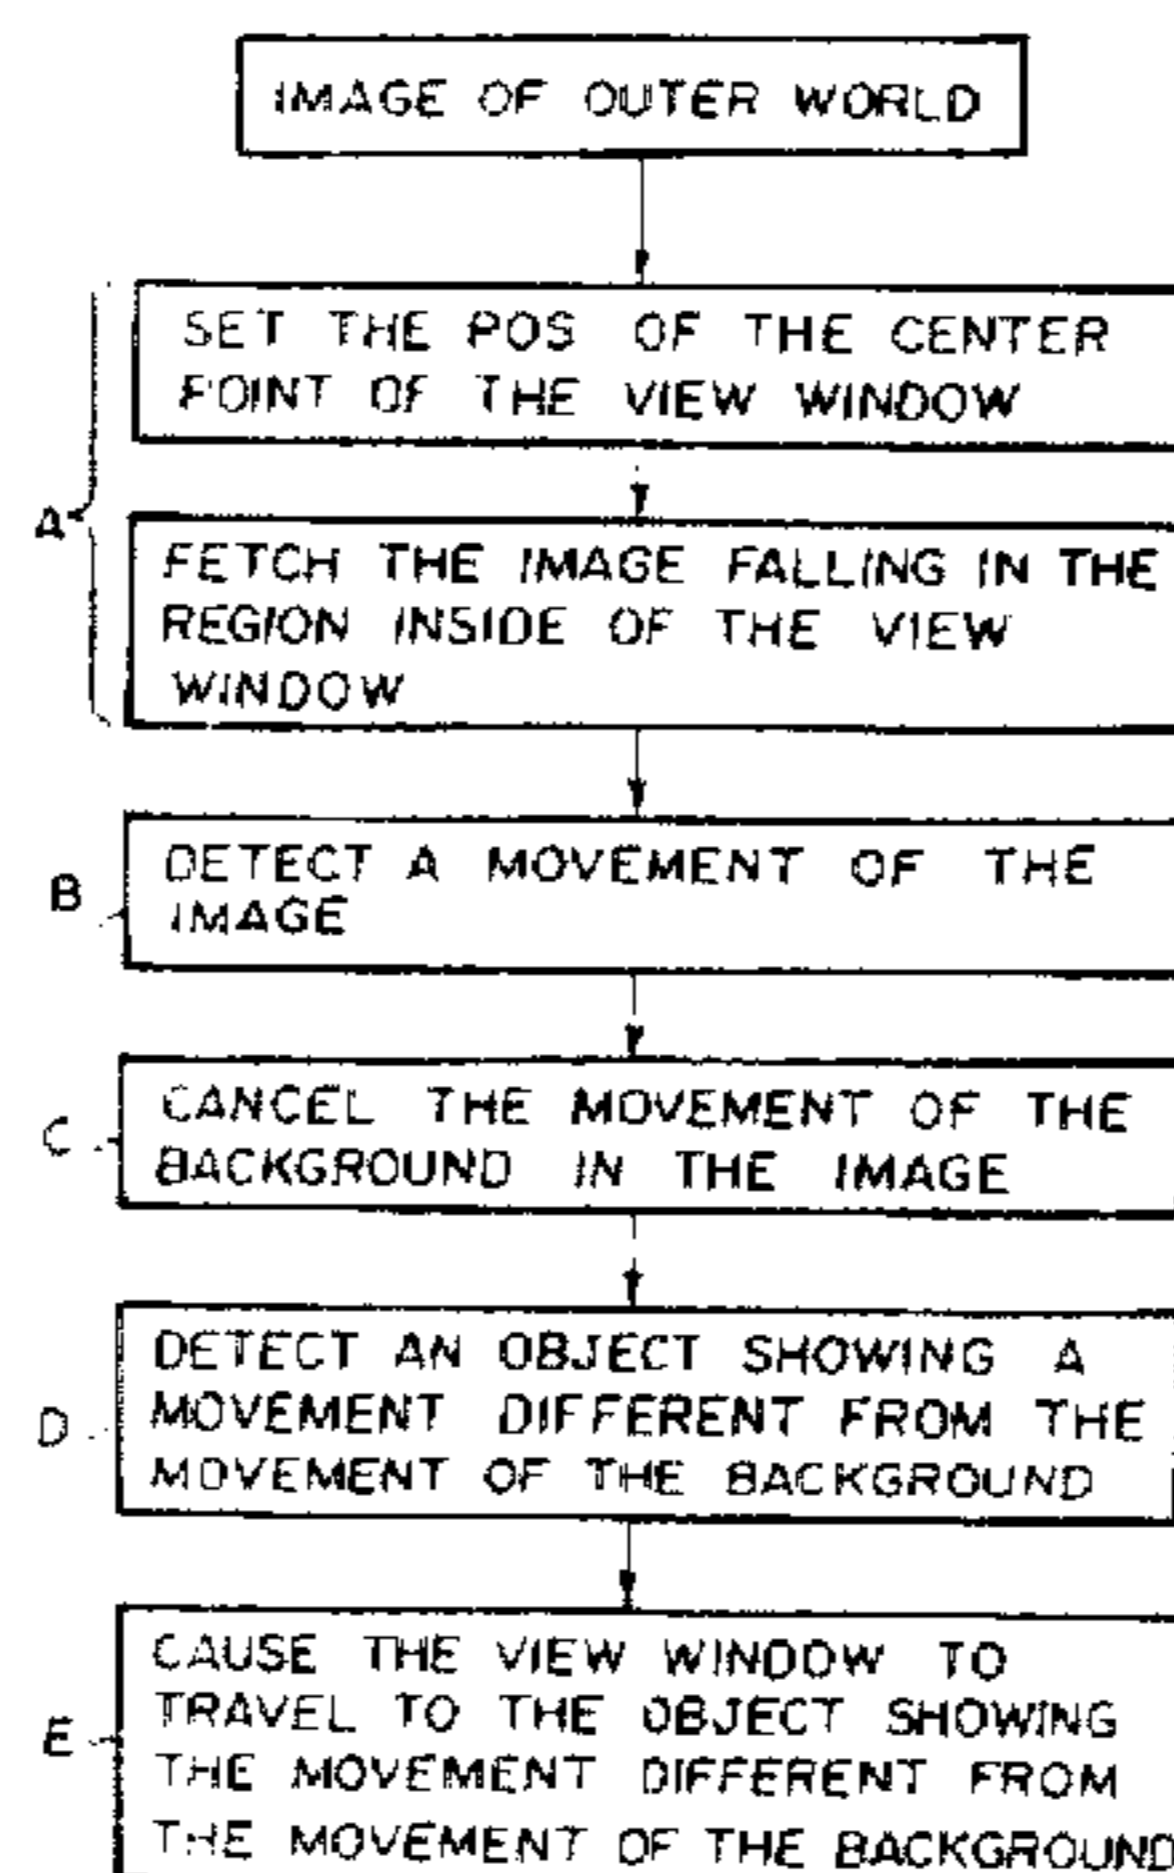 IMAGE OF OUTER WORLD
SET THE POS OF THE CENTER
POINT OF THE VIEW WINDOW
A
FETCH THE IMAGE FALLING IN THE
REGION INSIDE OF THE VIEW
WINDOW
B
DETECT A MOVEMENT OF THE
IMAGE
C
CANCEL THE MOVEMENT OF THE
BACKGROUND IN THE IMAGE
D
DETECT AN OBJECT SHOWING A
MOVEMENT DIFFERENT FROM THE
MOVEMENT OF THE BACKGROUND
E
CAUSE THE VIEW WINDOW TO
TRAVEL TO THE OBJECT SHOWING
THE MOVEMENT DIFFERENT FROM
THE MOVEMENT OF THE BACKGROUND